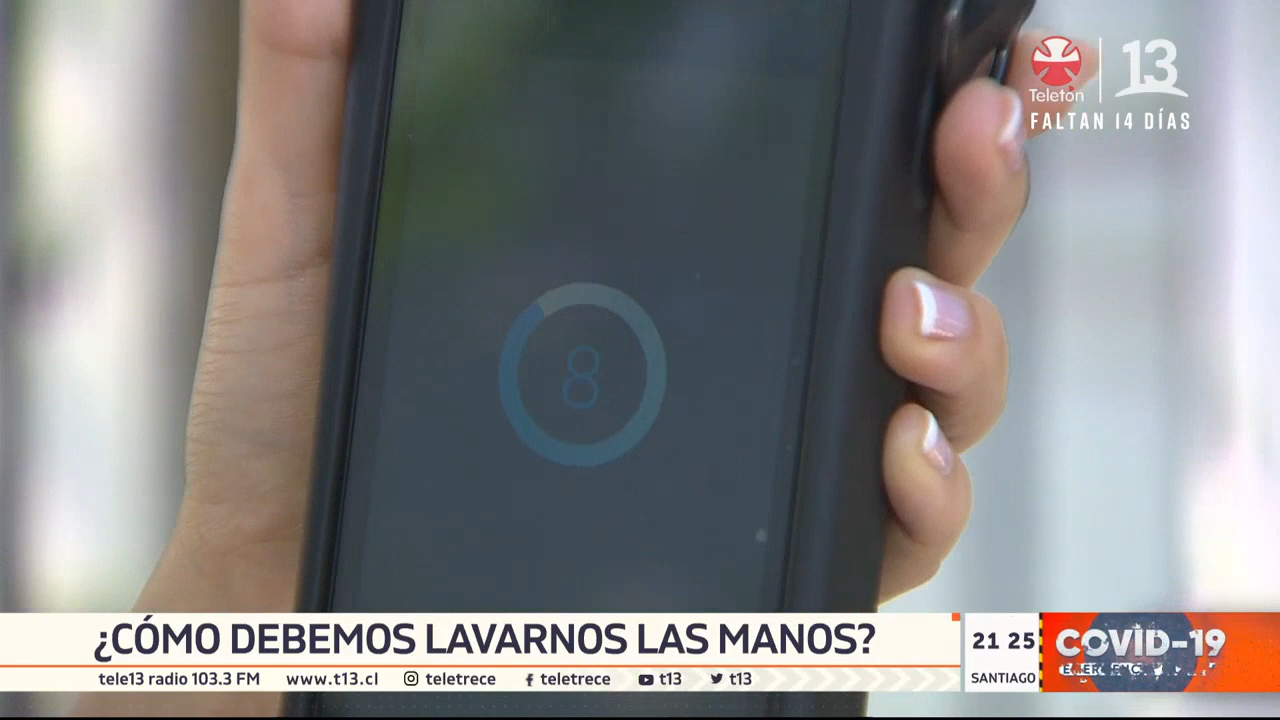 Teletón
13
FALTAN 14 DÍAS
8
¿CÓMO DEBEMOS LAVARNOS LAS MANOS?
21 25
SANTIAGO
COVID-19
tele13 radio 103.3 FM www.t13.cl teletrece teletrece t13 t13